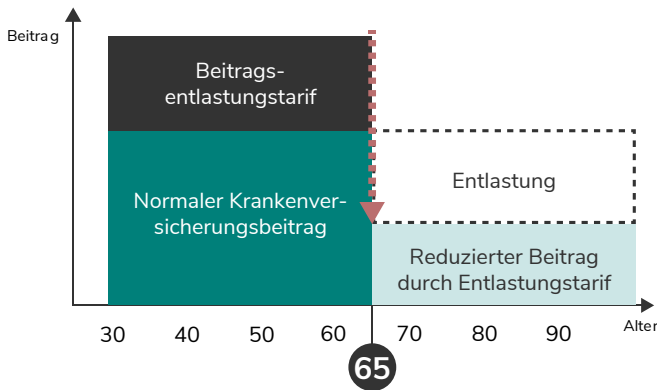 Beitrag
Beitrags-
entlastungstarif
Normaler Krankenver-
sicherungsbeitrag
Entlastung
Reduzierter Beitrag
durch Entlastungstarif
30 40 50 60 70 80 90
Alter
65